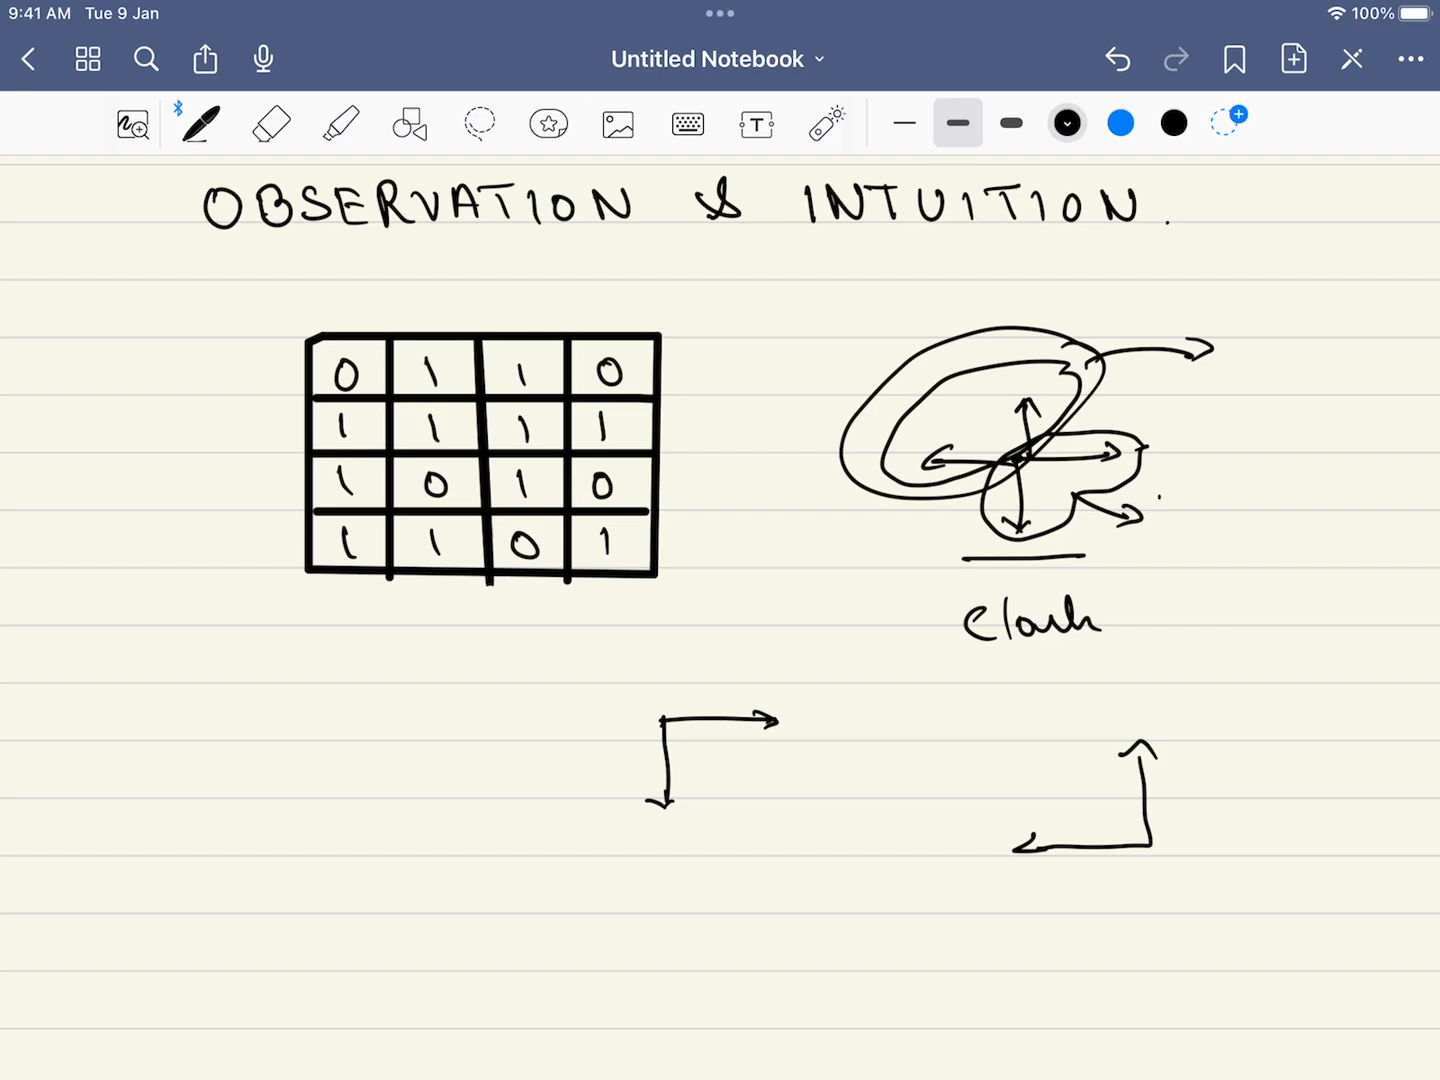 9:41 AM Tue 9 Jan
100%
Untitled Notebook
T
OBSERVATION & INTUITION.
0 1 1 0
1 1 1 1
1 0 1 0
1 1 0 1